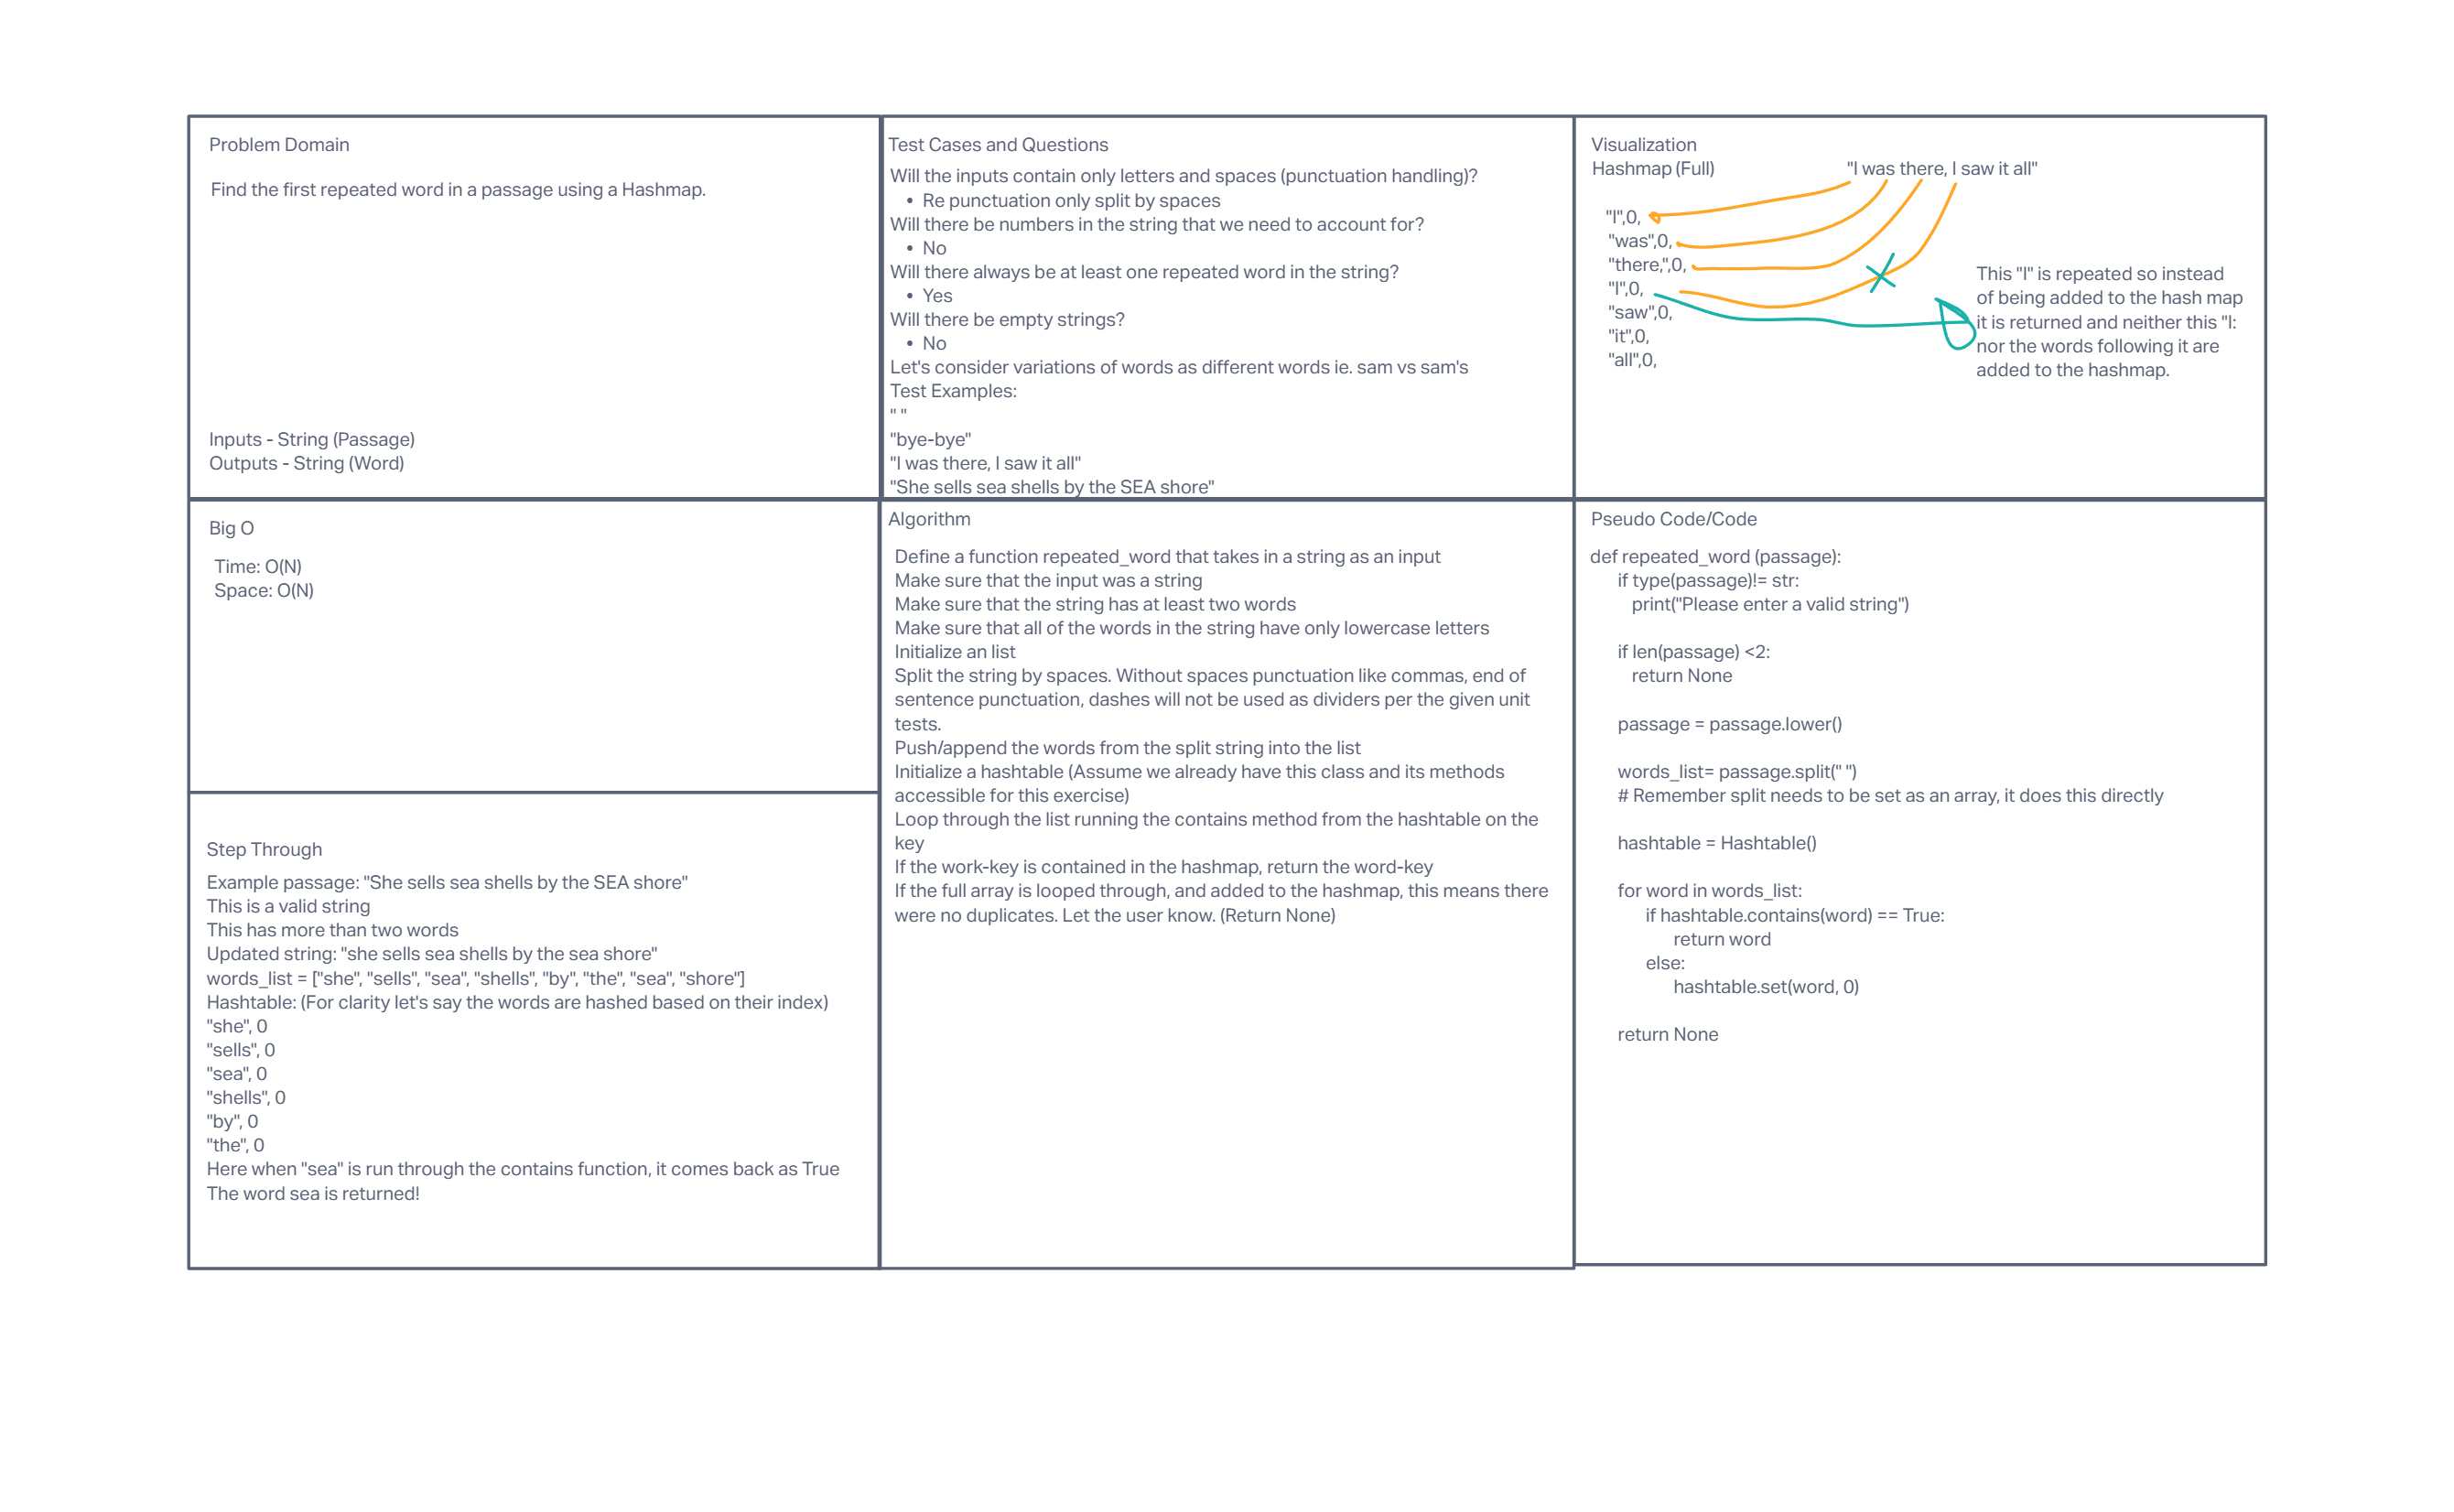 Problem Domain
Find the first repeated word in a passage using a Hashmap.
Inputs - String (Passage)
Outputs - String (Word)
Test Cases and Questions
Will the inputs contain only letters and spaces (punctuation handling)?
• Re punctuation only split by spaces
Will there be numbers in the string that we need to account for?
• No
Will there always be at least one repeated word in the string?
• Yes
Will there be empty strings?
• No
Let's consider variations of words as different words ie. sam vs sam's
Test Examples:
" "
"bye-bye"
"I was there, I saw it all"
"She sells sea shells by the SEA shore"
Visualization
Hashmap (Full)
"I was there, I saw it all"
"I",0,
"was",0,
"there,",0,
"I",0,
"saw",0,
"it",0,
"all",0,
This "I" is repeated so instead
of being added to the hash map
it is returned and neither this "I:
nor the words following it are
added to the hashmap.
Big O
Time: O(N)
Space: O(N)
Step Through
Example passage: "She sells sea shells by the SEA shore"
This is a valid string
This has more than two words
Updated string: "she sells sea shells by the sea shore"
words_list = ["she", "sells", "sea", "shells", "by", "the", "sea", "shore"]
Hashtable: (For clarity let's say the words are hashed based on their index)
"she", 0
"sells", 0
"sea", 0
"shells", 0
"by", 0
"the", 0
Here when "sea" is run through the contains function, it comes back as True
The word sea is returned!
Algorithm
Define a function repeated_word that takes in a string as an input
Make sure that the input was a string
Make sure that the string has at least two words
Make sure that all of the words in the string have only lowercase letters
Initialize an list
Split the string by spaces. Without spaces punctuation like commas, end of
sentence punctuation, dashes will not be used as dividers per the given unit
tests.
Push/append the words from the split string into the list
Initialize a hashtable (Assume we already have this class and its methods
accessible for this exercise)
Loop through the list running the contains method from the hashtable on the
key
If the work-key is contained in the hashmap, return the word-key
If the full array is looped through, and added to the hashmap, this means there
were no duplicates. Let the user know. (Return None)
Pseudo Code/Code
def repeated_word (passage):
if type(passage)!= str:
print("Please enter a valid string")
if len(passage) <2:
return None
passage = passage.lower()
words_list= passage.split(" ")
# Remember split needs to be set as an array, it does this directly
hashtable = Hashtable()
for word in words_list:
if hashtable.contains(word) == True:
return word
else:
hashtable.set(word, 0)
return None